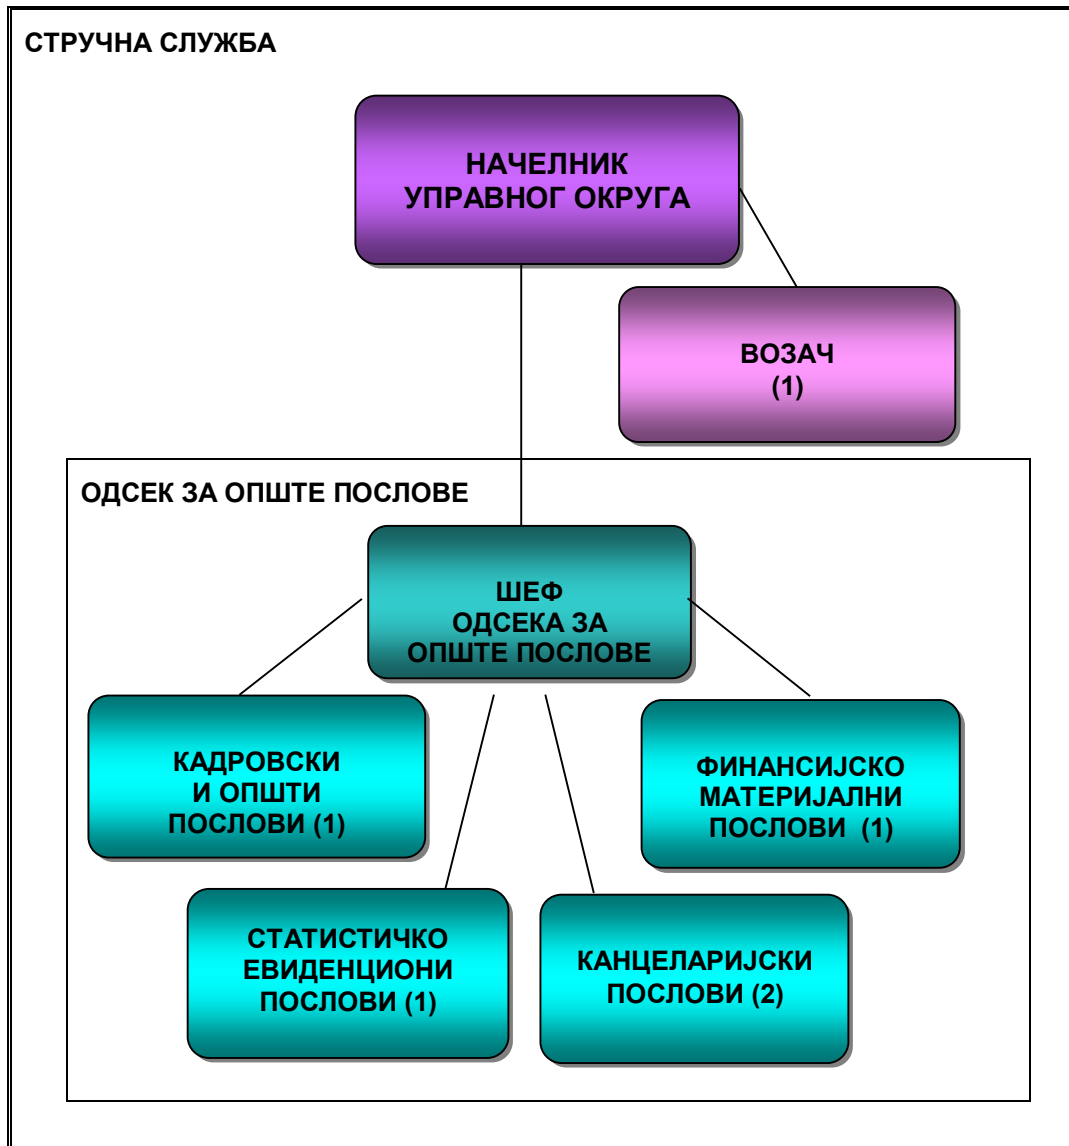 СТРУЧНА СЛУЖБА
НАЧЕЛНИК
УПРАВНОГ ОКРУГА
ВОЗАЧ
(1)
ОДСЕК ЗА ОПШТЕ ПОСЛОВЕ
ШЕФ
ОДСЕКА ЗА
ОПШТЕ ПОСЛОВЕ
КАДРОВСКИ
И ОПШТИ
ПОСЛОВИ (1)
ФИНАНСИЈСКО
МАТЕРИЈАЛНИ
ПОСЛОВИ (1)
СТАТИСТИЧКО
ЕВИДЕНЦИОНИ
ПОСЛОВИ (1)
КАНЦЕЛАРИЈСКИ
ПОСЛОВИ (2)